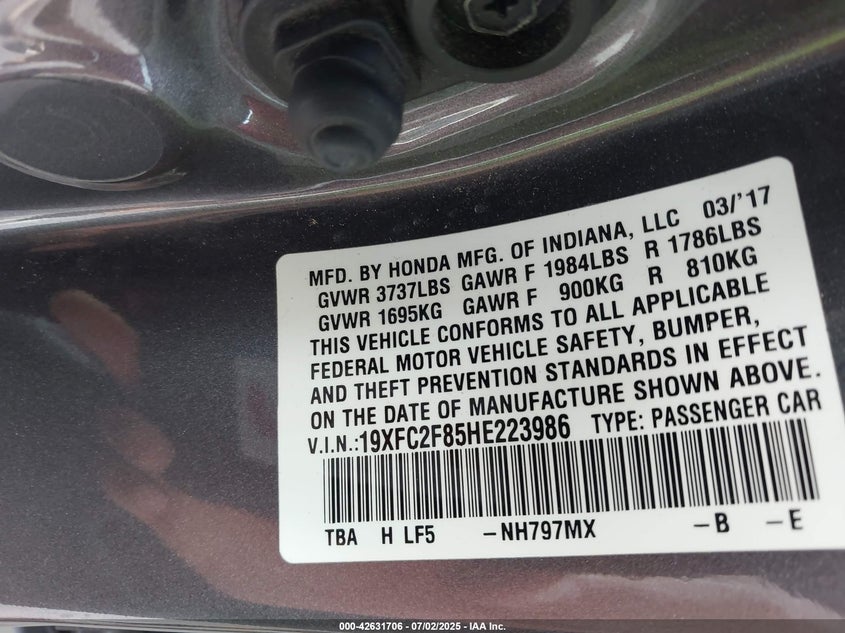 MFD. BY HONDA MFG. OF INDIANA, LLC 03/'17
GVWR 3737LBS GAWR F 1984LBS R 1786LBS
GVWR 1695KG GAWR F 900KG R 810KG
THIS VEHICLE CONFORMS TO ALL APPLICABLE
FEDERAL MOTOR VEHICLE SAFETY, BUMPER,
AND THEFT PREVENTION STANDARDS IN EFFECT
ON THE DATE OF MANUFACTURE SHOWN ABOVE.
V.I.N.:19XFC2F85HE223986 TYPE: PASSENGER CAR
TBA H LF5 -NH797MX -B -E
000-42631706 - 07/02/2025 - IAA Inc.